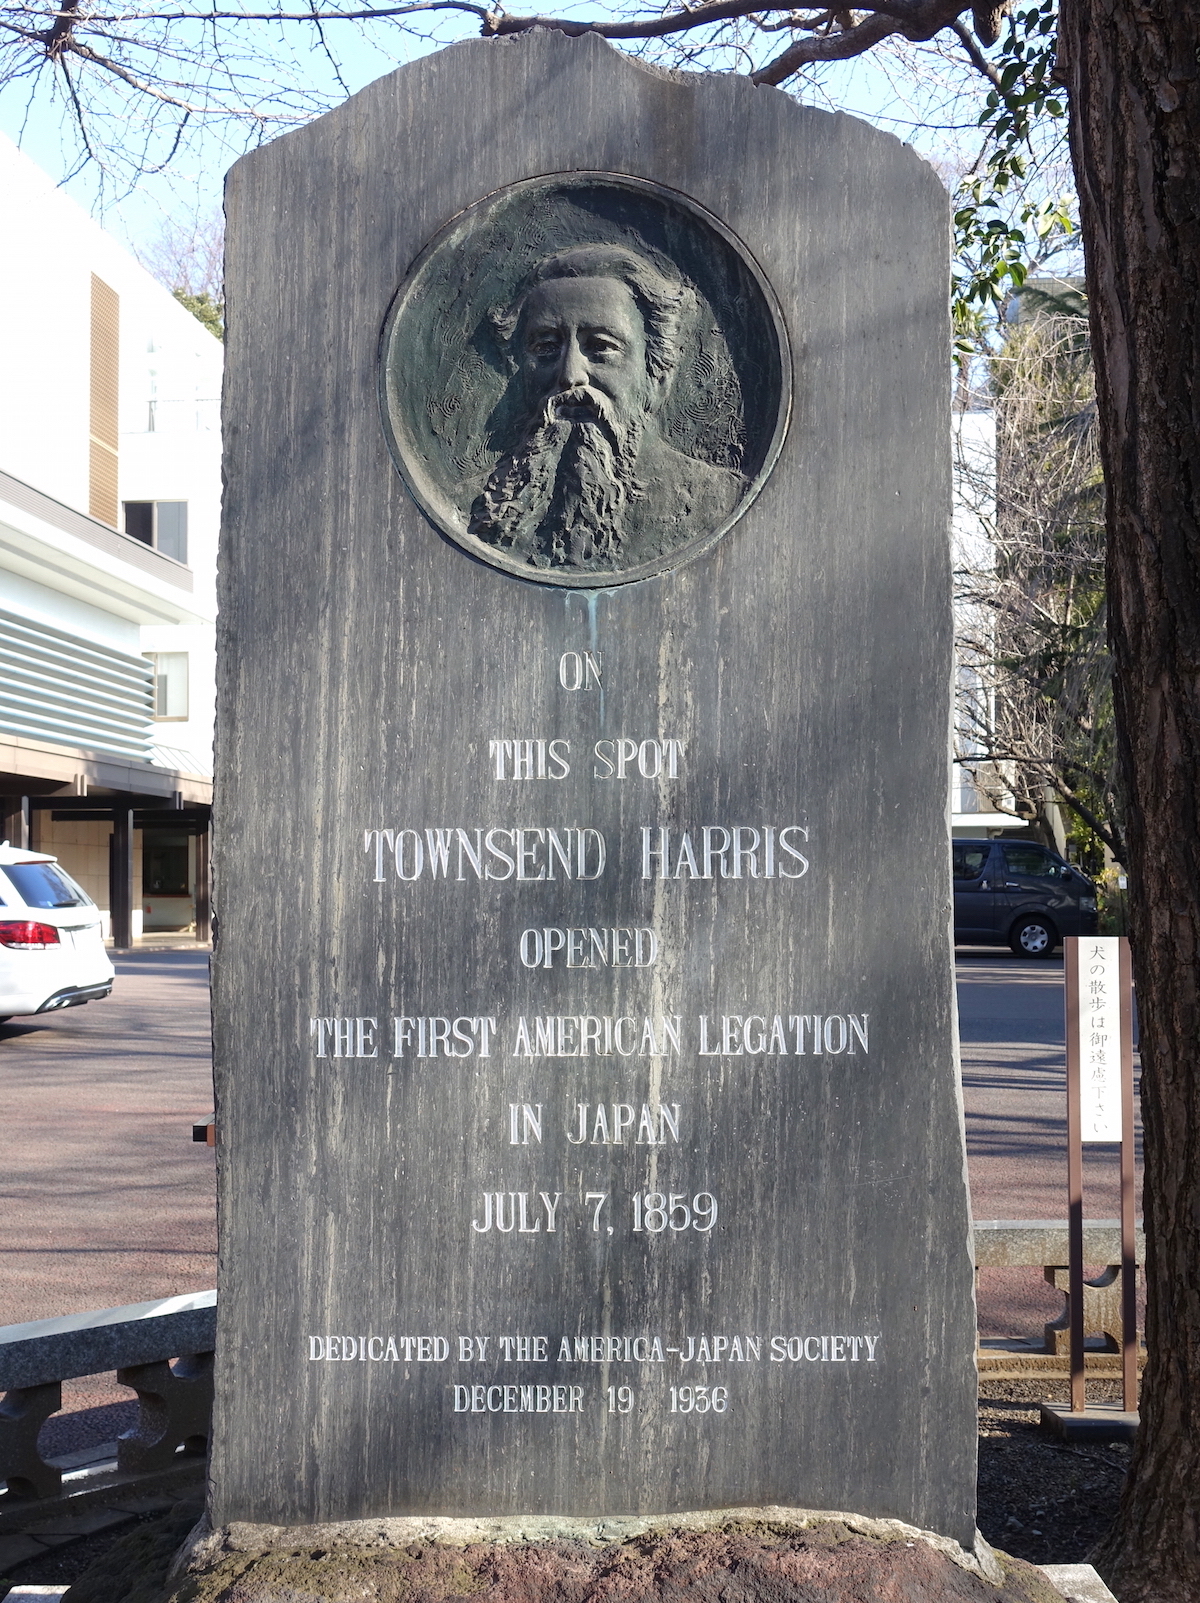 ON
THIS SPOT
TOWNSEND HARRIS
OPENED
THE FIRST AMERICAN LEGATION
IN JAPAN
JULY 7, 1859
DEDICATED BY THE AMERICA-JAPAN SOCIETY
DECEMBER 19, 1936.
犬の散歩は御遠慮下さい